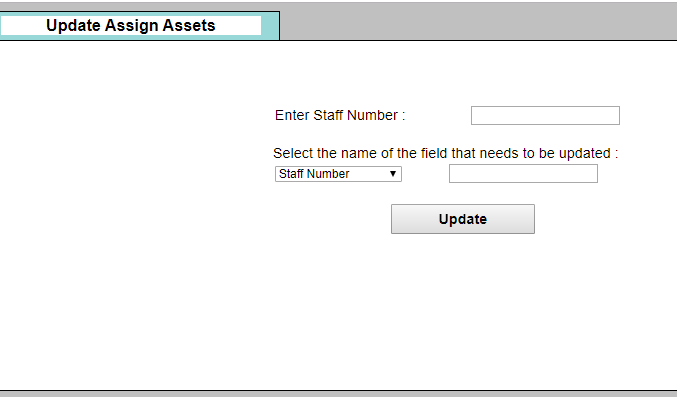 Update Assign Assets
Enter Staff Number :
Select the name of the field that needs to be updated :
Staff Number
Update